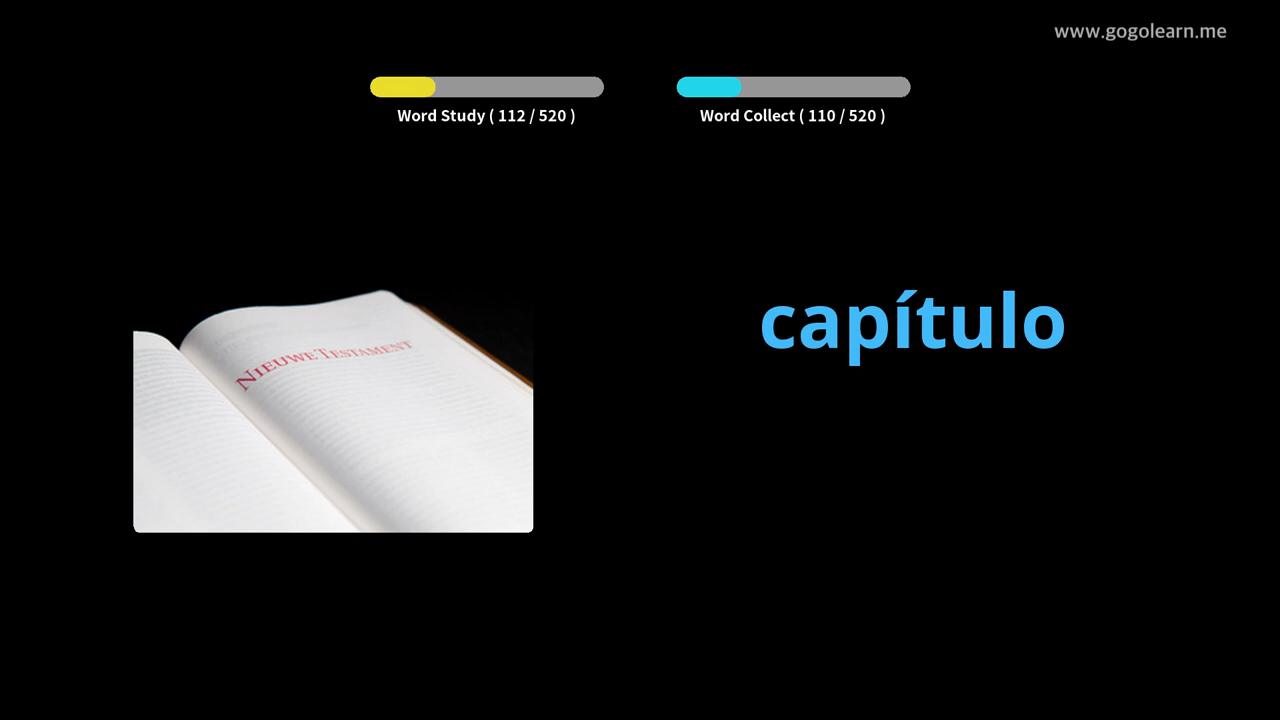 www.gogolearn.me
Word Study ( 112 / 520 )
Word Collect ( 110 / 520 )
capítulo
NIEUWE TESTAMENT